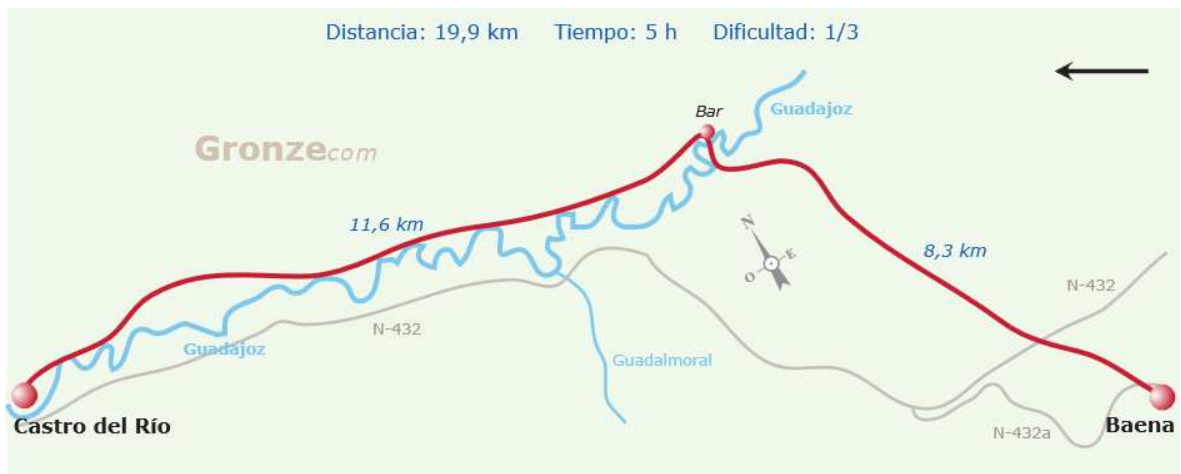 Distancia: 19,9 km Tiempo: 5 h Dificultad: 1/3
Bar
Guadajoz
Gronze.com
11,6 km
N
O
E
8,3 km
N-432
N-432
Guadajoz
Guadalmoral
Castro del Río
N-432a
Baena